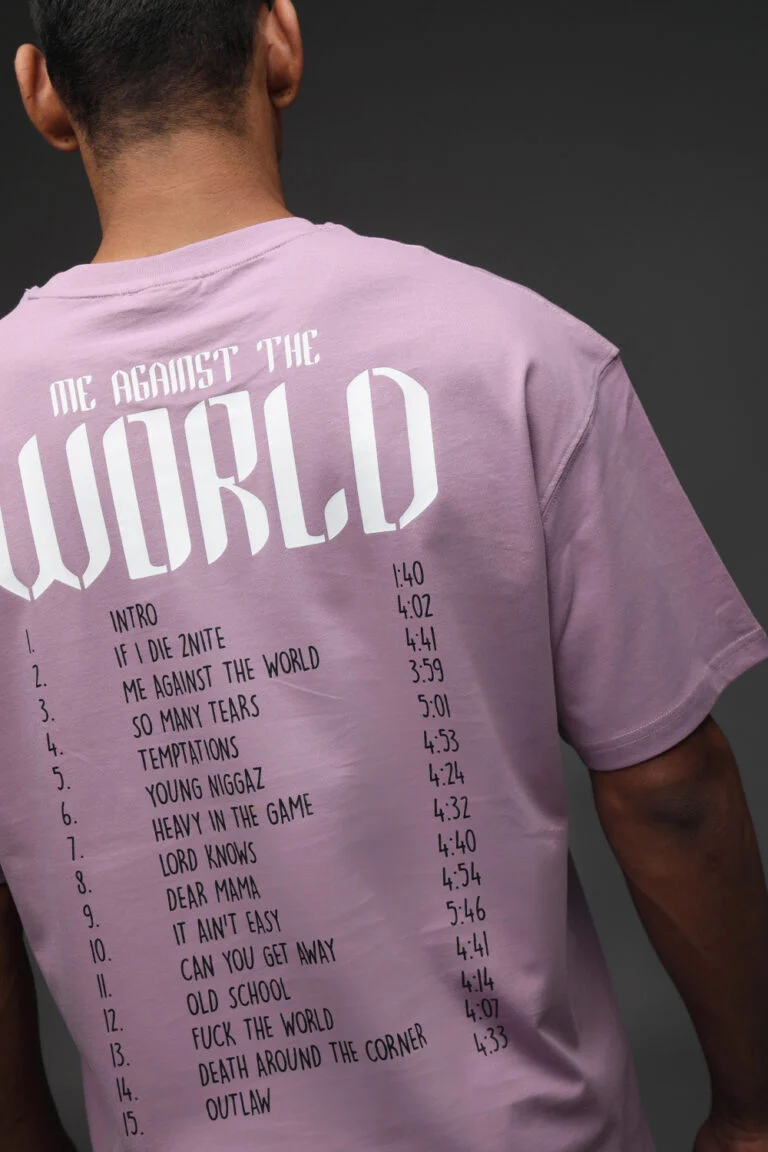 ME AGAINST THE
WORLD
1. INTRO 1:40
2. IF I DIE 2NITE 4:02
3. ME AGAINST THE WORLD 4:41
4. SO MANY TEARS 3:59
5. TEMPTATIONS 5:01
6. YOUNG NIGGAZ 4:53
7. HEAVY IN THE GAME 4:24
8. LORD KNOWS 4:32
9. DEAR MAMA 4:40
10. IT AIN'T EASY 4:54
11. CAN YOU GET AWAY 5:46
12. OLD SCHOOL 4:41
13. FUCK THE WORLD 4:14
14. DEATH AROUND THE CORNER 4:07
15. OUTLAW 4:33